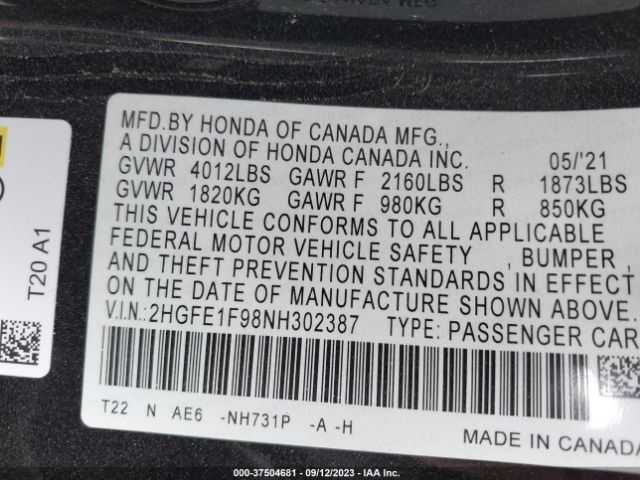 MFD.BY HONDA OF CANADA MFG.,
A DIVISION OF HONDA CANADA INC. 05/'21
GVWR 4012LBS GAWR F 2160LBS R 1873LBS
GVWR 1820KG GAWR F 980KG R 850KG
THIS VEHICLE CONFORMS TO ALL APPLICABLE
FEDERAL MOTOR VEHICLE SAFETY , BUMPER ,
AND THEFT PREVENTION STANDARDS IN EFFECT
ON THE DATE OF MANUFACTURE SHOWN ABOVE.
V.I.N.:2HGFE1F98NH302387 TYPE: PASSENGER CAR
T22 N AE6 -NH731P -A -H
MADE IN CANADA
T20 A1
000-37504681 - 09/12/2023 - IAA Inc.